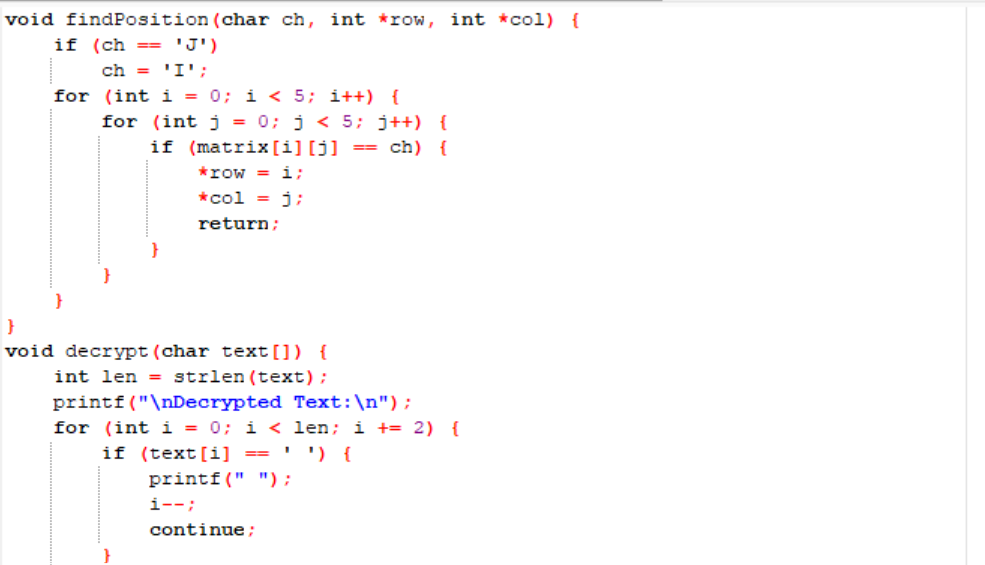 void findPosition(char ch, int *row, int *col) {
    if (ch == 'J')
        ch = 'I';
    for (int i = 0; i < 5; i++) {
        for (int j = 0; j < 5; j++) {
            if (matrix[i][j] == ch) {
                *row = i;
                *col = j;
                return;
            }
        }
    }
}
void decrypt(char text[]) {
    int len = strlen(text);
    printf("\nDecrypted Text:\n");
    for (int i = 0; i < len; i += 2) {
        if (text[i] == ' ') {
            printf(" ");
            i--;
            continue;
        }